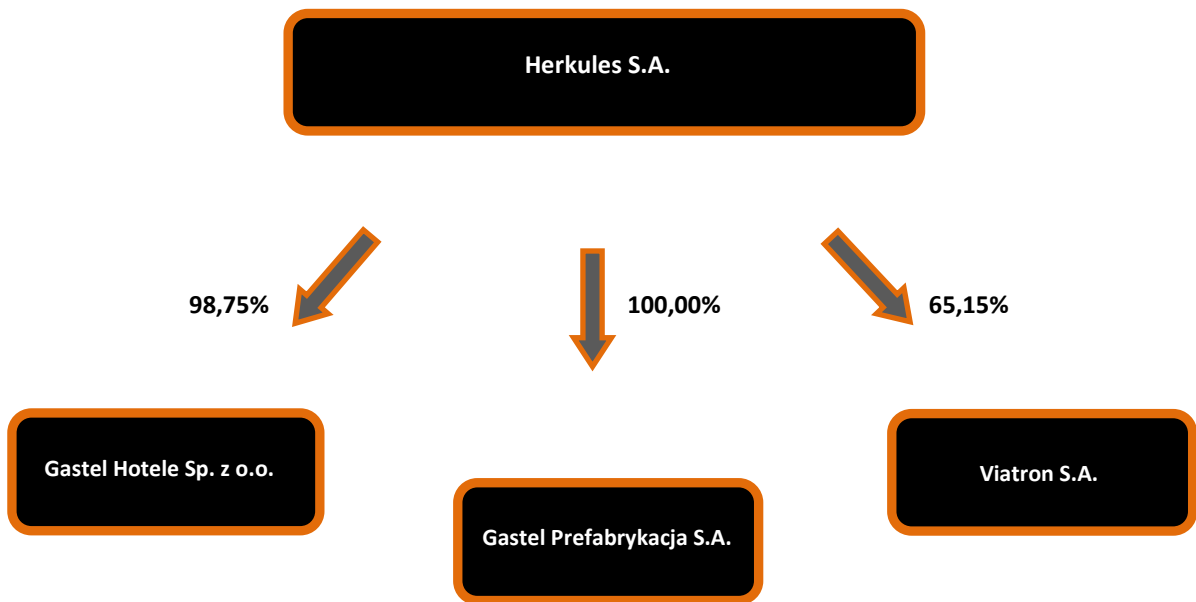 Herkules S.A.
98,75%
100,00%
65,15%
Gastel Hotele Sp. z o.o.
Viatron S.A.
Gastel Prefabrykacja S.A.